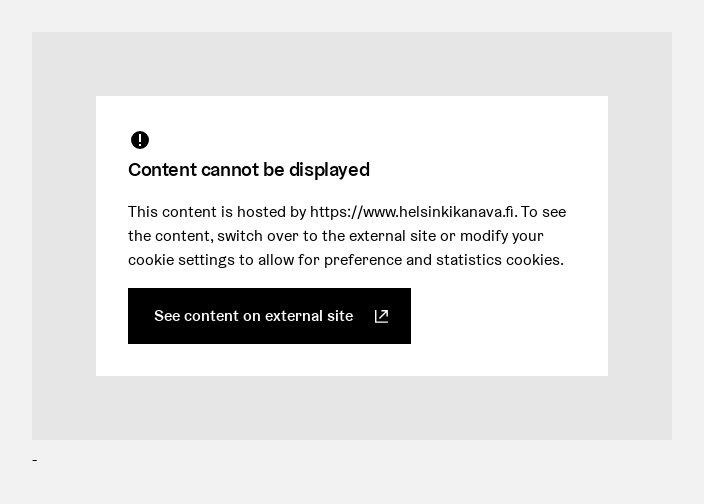 Content cannot be displayed
This content is hosted by https://www.helsinkikanava.fi. To see
the content, switch over to the external site or modify your
cookie settings to allow for preference and statistics cookies.
See content on external site
-